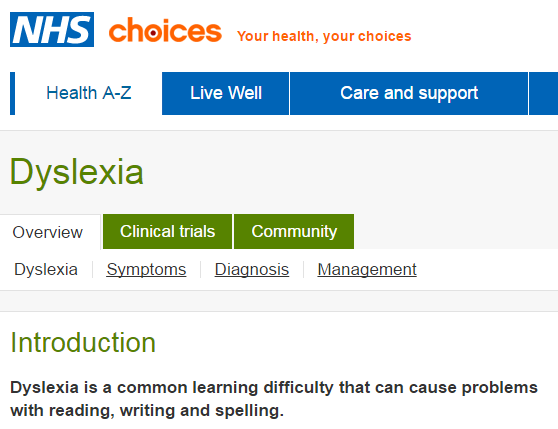 NHS choices Your health, your choices
Health A-Z Live Well Care and support
Dyslexia
Overview Clinical trials Community
Dyslexia Symptoms Diagnosis Management
Introduction
Dyslexia is a common learning difficulty that can cause problems
with reading, writing and spelling.